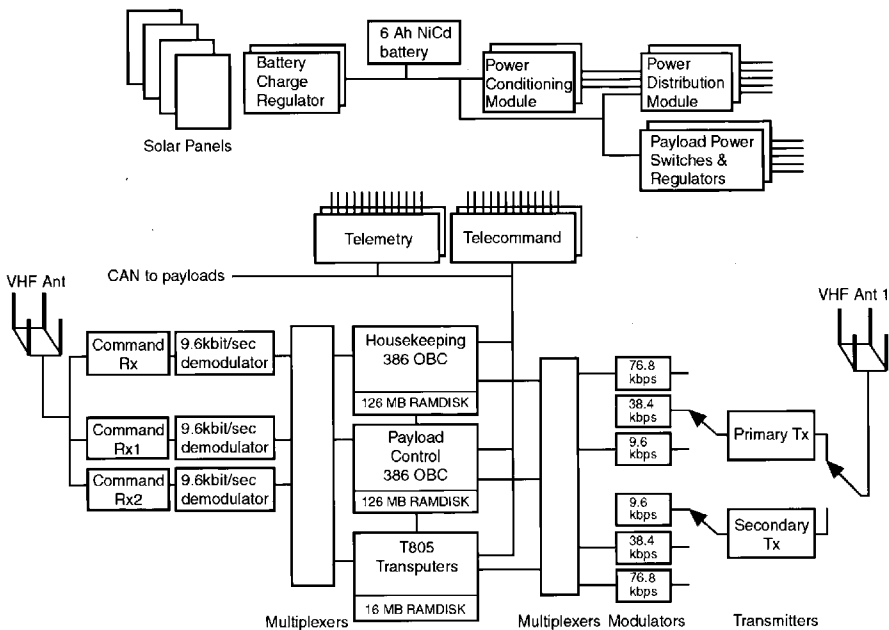 6 Ah NiCd
battery
Battery
Charge
Regulator
Power
Conditioning
Module
Power
Distribution
Module
Solar Panels
Payload Power
Switches &
Regulators
Telemetry
Telecommand
CAN to payloads
VHF Ant
VHF Ant 1
Command
Rx
9.6kbit/sec
demodulator
Housekeeping
386 OBC
126 MB RAMDISK
76.8
kbps
38.4
kbps
Command
Rx1
9.6kbit/sec
demodulator
Payload
Control
386 OBC
126 MB RAMDISK
9.6
kbps
Primary Tx
Command
Rx2
9.6kbit/sec
demodulator
9.6
kbps
Secondary
Tx
T805
Transputers
16 MB RAMDISK
38.4
kbps
76.8
kbps
Multiplexers
Multiplexers
Modulators
Transmitters